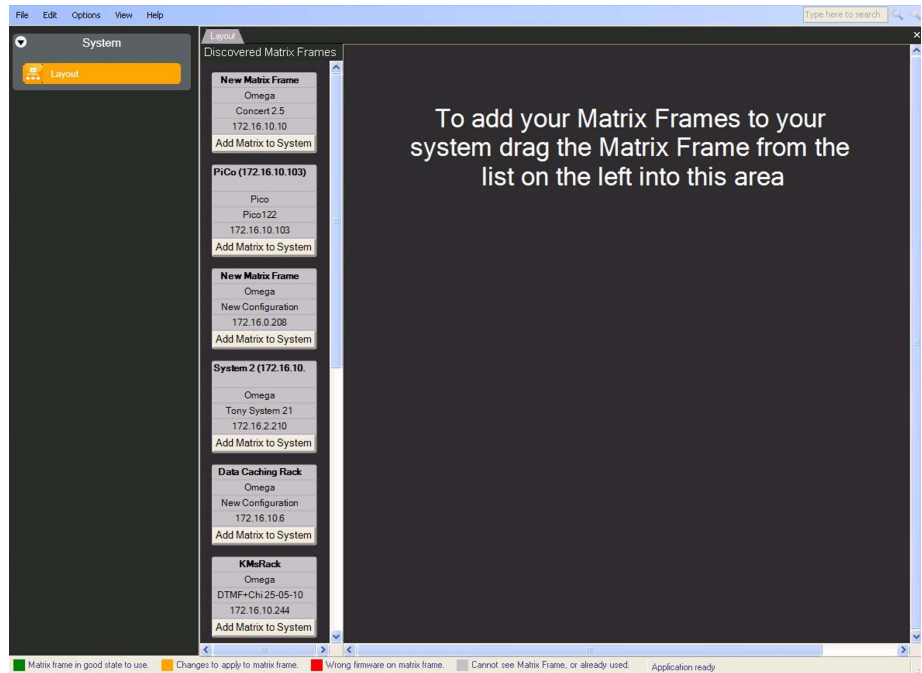 File Edit Options View Help
Type here to search
System
Layout
Layout
Discovered Matrix Frames
New Matrix Frame
Omega
Concert 2.5
172.16.10.10
Add Matrix to System
PiCo (172.16.10.103)
Pico
Pico122
172.16.10.103
Add Matrix to System
New Matrix Frame
Omega
New Configuration
172.16.0.208
Add Matrix to System
System 2 (172.16.10.
Omega
Tony System 21
172.16.2.210
Add Matrix to System
Data Caching Rack
Omega
New Configuration
172.16.10.6
Add Matrix to System
KMsRack
Omega
DTMF+Chi 25-05-10
172.16.10.244
Add Matrix to System
To add your Matrix Frames to your
system drag the Matrix Frame from the
list on the left into this area
Matrix frame in good state to use. Changes to apply to matrix frame. Wrong firmware on matrix frame. Cannot see Matrix Frame, or already used. Application ready